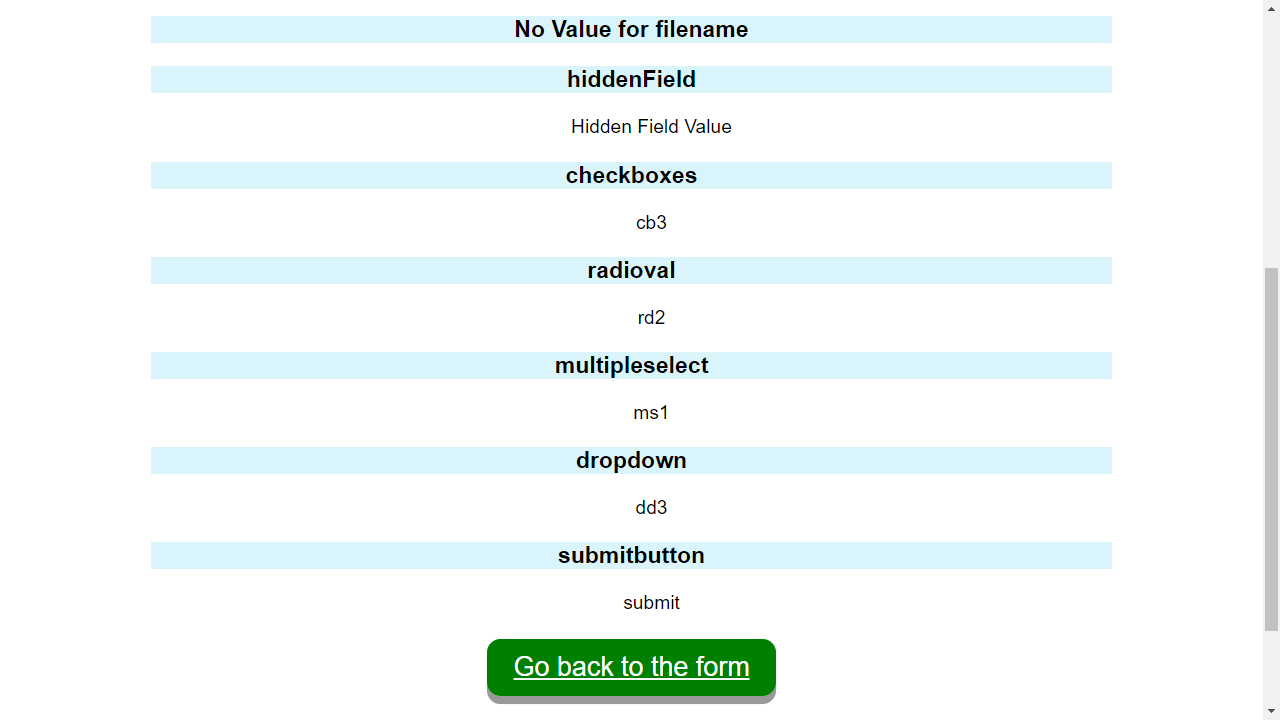 No Value for filename
hiddenField
Hidden Field Value
checkboxes
cb3
radioval
rd2
multipleselect
ms1
dropdown
dd3
submitbutton
submit
Go back to the form